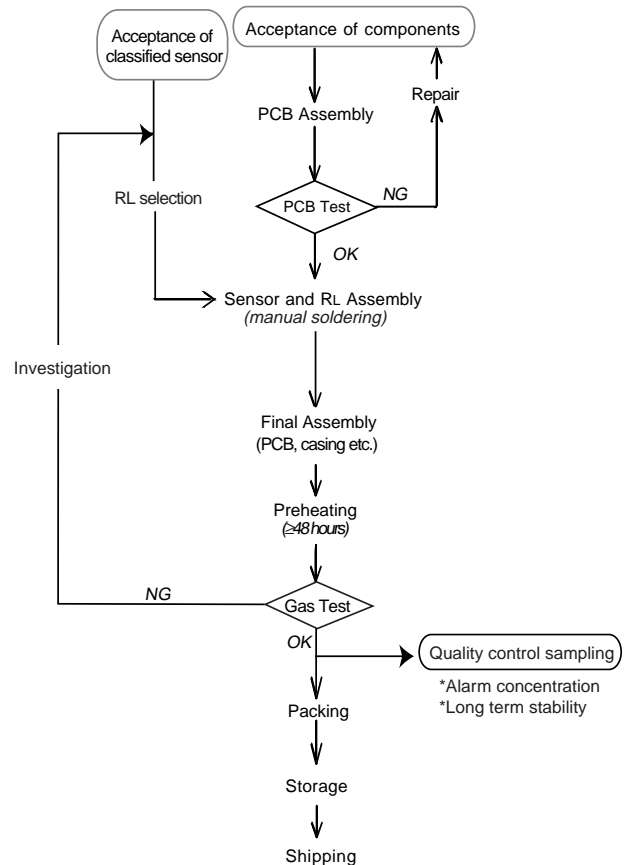 Acceptance of
classified sensor
Acceptance of components
Repair
PCB Assembly
RL selection
PCB Test
NG
OK
Sensor and RL Assembly
(manual soldering)
Investigation
Final Assembly
(PCB, casing etc.)
Preheating
(≥48 hours)
NG
Gas Test
OK
Quality control sampling
*Alarm concentration
*Long term stability
Packing
Storage
Shipping